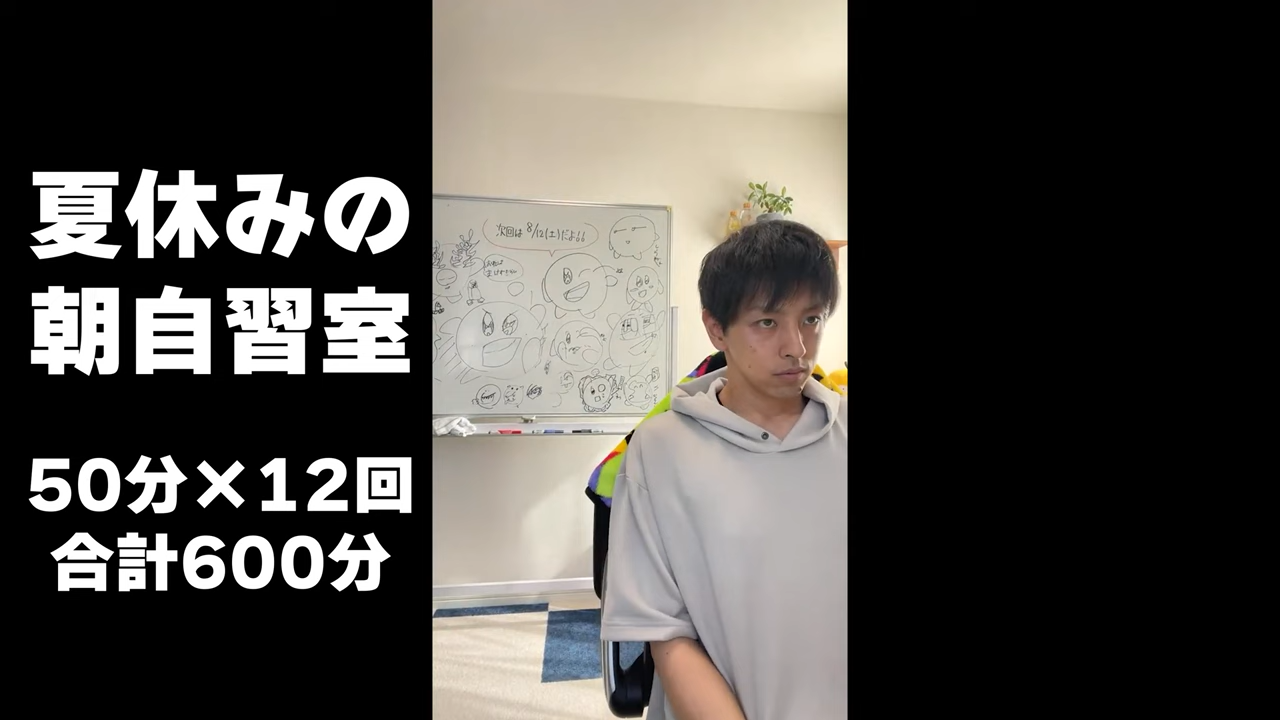 夏休みの
朝自習室
50分×12回
合計600分
次回は8/12(土)だよ!!